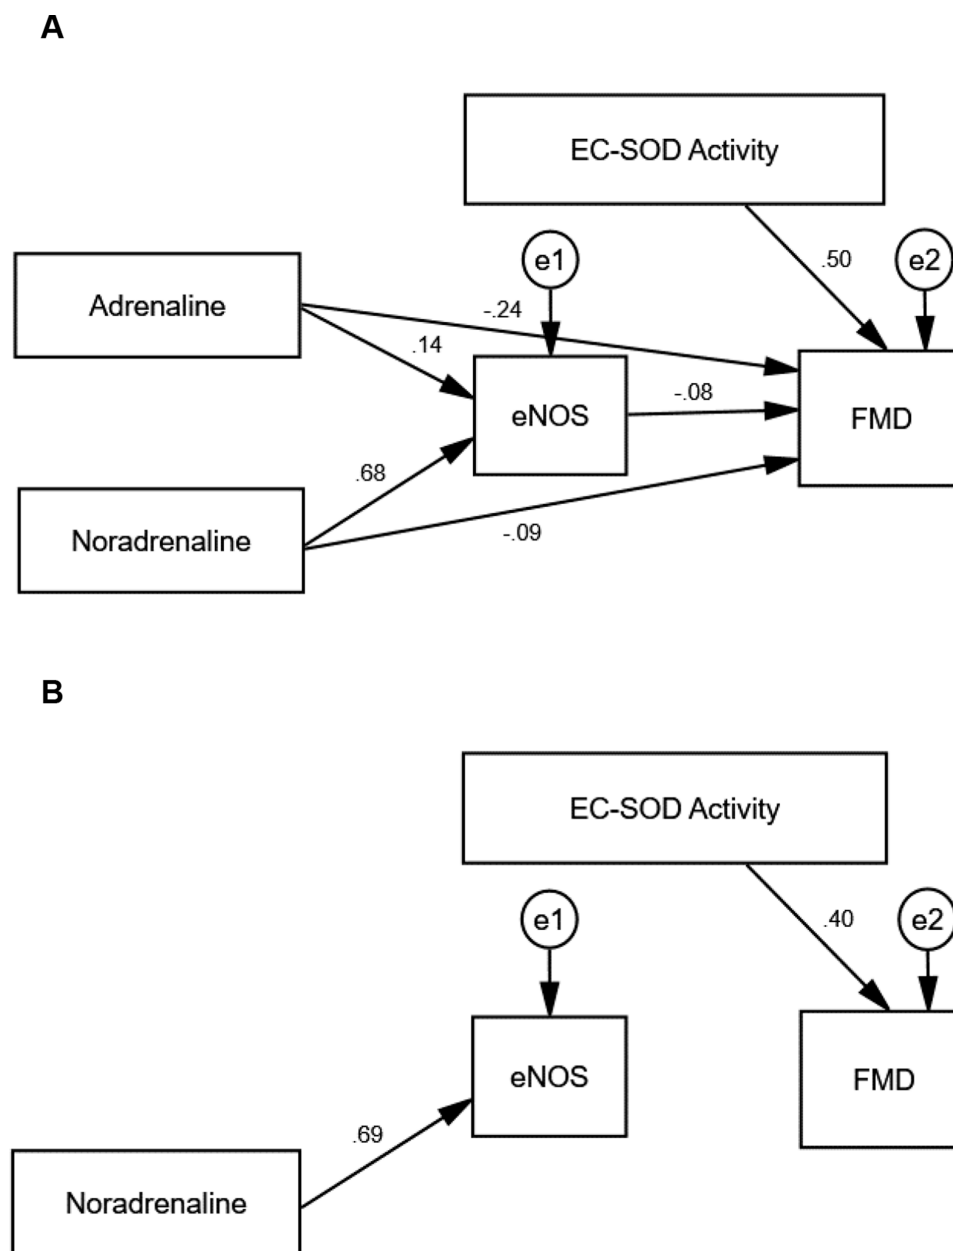 A
EC-SOD Activity
e1
e2
.50
Adrenaline
-.24
.14
-.08
eNOS
FMD
.68
Noradrenaline
-.09
B
EC-SOD Activity
e1
.40
e2
eNOS
FMD
.69
Noradrenaline